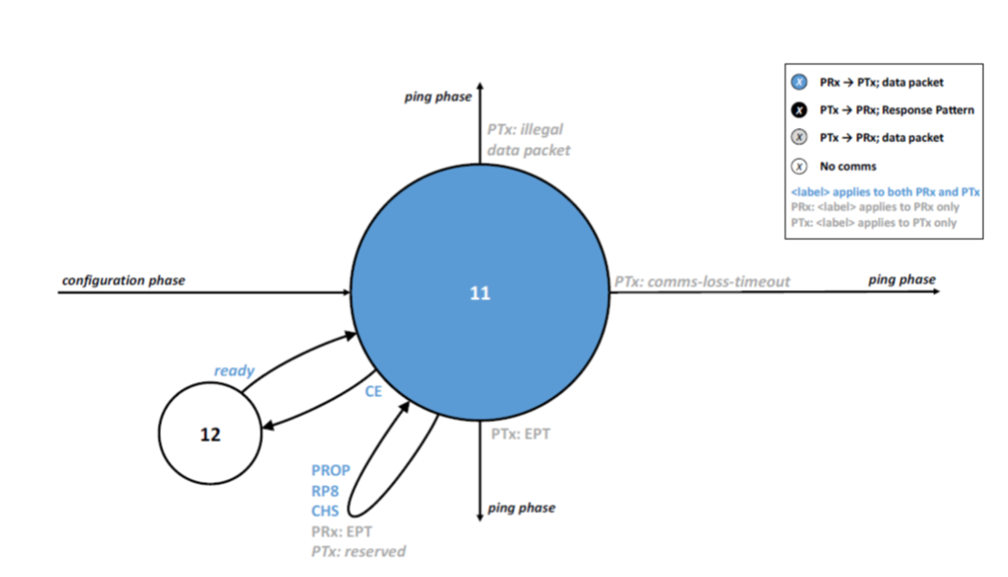 ping phase
PTx: illegal
data packet
X PRx → PTx; data packet
X PTx → PRx; Response Pattern
X PTx → PRx; data packet
X No comms
<label> applies to both PRx and PTx
PRx: <label> applies to PRx only
PTx: <label> applies to PTx only
configuration phase
11
PTx: comms-loss-timeout
ping phase
ready
CE
12
PTx: EPT
PROP
RP8
CHS
PRx: EPT
PTx: reserved
ping phase